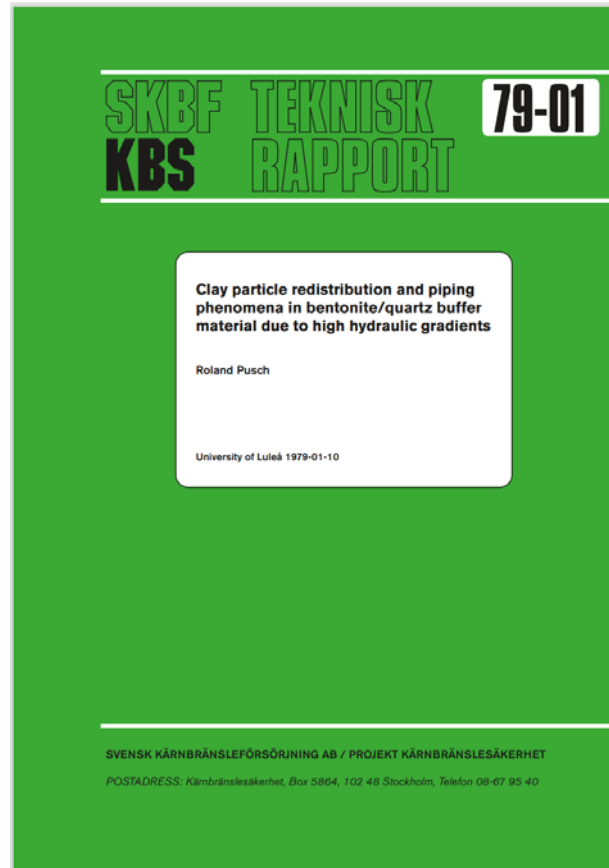 SKBF TEKNISK 79-01
KBS RAPPORT
Clay particle redistribution and piping
phenomena in bentonite/quartz buffer
material due to high hydraulic gradients
Roland Pusch
University of Luleå 1979-01-10
SVENSK KÄRNBRÄNSLEFÖRSÖRJNING AB / PROJEKT KÄRNBRÄNSLESÄKERHET
POSTADRESS: Kärnbränslesäkerhet, Box 5864, 102 48 Stockholm, Telefon 08-67 95 40